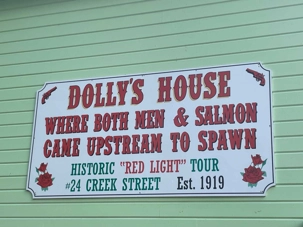 DOLLY'S HOUSE
WHERE BOTH MEN & SALMON
CAME UPSTREAM TO SPAWN
HISTORIC "RED LIGHT" TOUR
#24 CREEK STREET Est. 1919